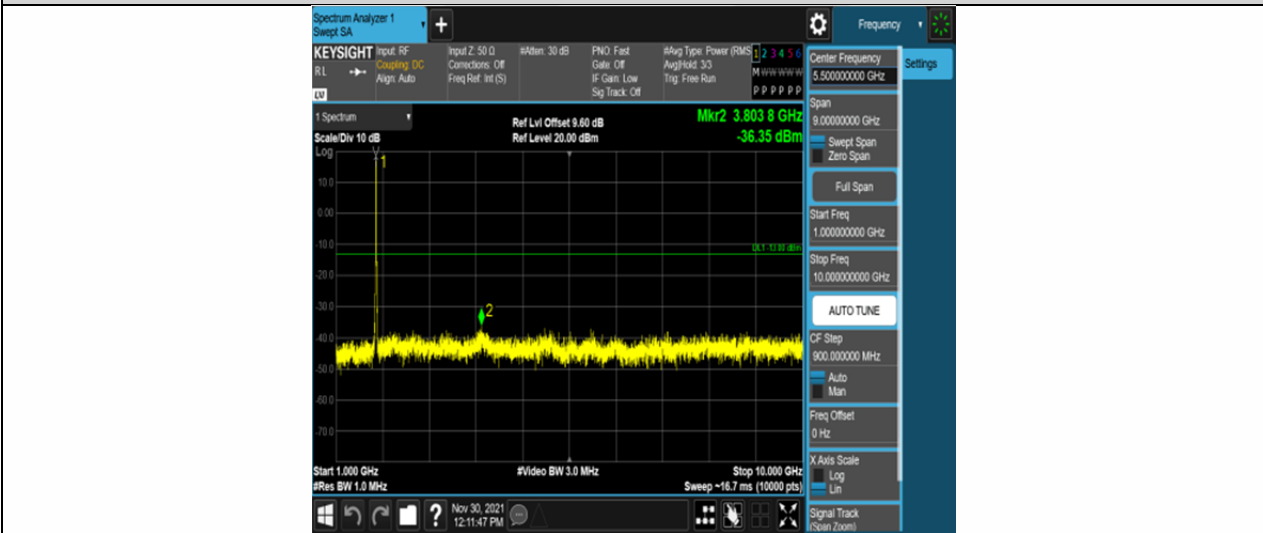 Spectrum Analyzer 1
Swept SA
+
Frequency
KEYSIGHT
RL
LV
Input: RF
Coupling: DC
Align: Auto
Input Z: 50 Ω
Corrections: Off
Freq Ref: Int (S)
#Atten: 30 dB
PNO: Fast
Gate: Off
IF Gain: Low
Sig Track: Off
#Avg Type: Power (RMS
Avg|Hold: 3/3
Trig: Free Run
1 2 3 4 5 6
M W W W W W
P P P P P P
1 Spectrum
Scale/Div 10 dB
Log
Ref Lvl Offset 9.60 dB
Ref Level 20.00 dBm
Mkr2 3.803 8 GHz
-36.35 dBm
1
10.0
0.00
-10.0
DL1 -13.00 dBm
-20.0
-30.0
2
-40.0
-50.0
-60.0
-70.0
Start 1.000 GHz
#Video BW 3.0 MHz
Stop 10.000 GHz
#Res BW 1.0 MHz
Sweep ~16.7 ms (10000 pts)
?
Nov 30, 2021
12:11:47 PM
Center Frequency
5.500000000 GHz
Settings
Span
9.00000000 GHz
Swept Span
Zero Span
Full Span
Start Freq
1.000000000 GHz
Stop Freq
10.000000000 GHz
AUTO TUNE
CF Step
900.000000 MHz
Auto
Man
Freq Offset
0 Hz
X Axis Scale
Log
Lin
Signal Track
(Span Zoom)